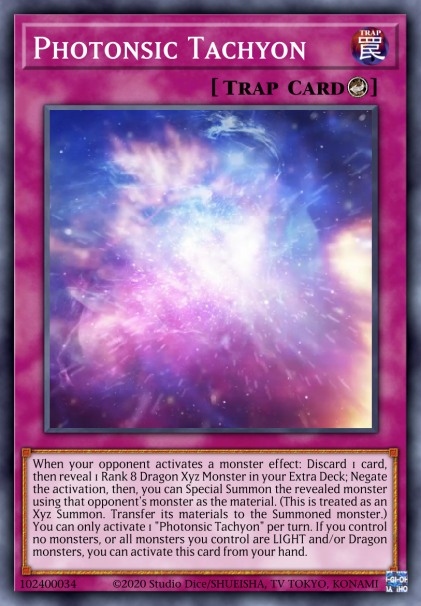 PHOTONSIC TACHYON
TRAP
罠
[TRAP CARD]
When your opponent activates a monster effect: Discard 1 card,
then reveal 1 Rank 8 Dragon Xyz Monster in your Extra Deck; Negate
the activation, then, you can Special Summon the revealed monster
using that opponent's monster as the material. (This is treated as an
Xyz Summon. Transfer its materials to the Summoned monster.)
You can only activate 1 "Photonsic Tachyon" per turn. If you control
no monsters, or all monsters you control are LIGHT and/or Dragon
monsters, you can activate this card from your hand.
102400034
©2020 Studio Dice/SHUEISHA, TV TOKYO, KONAMI